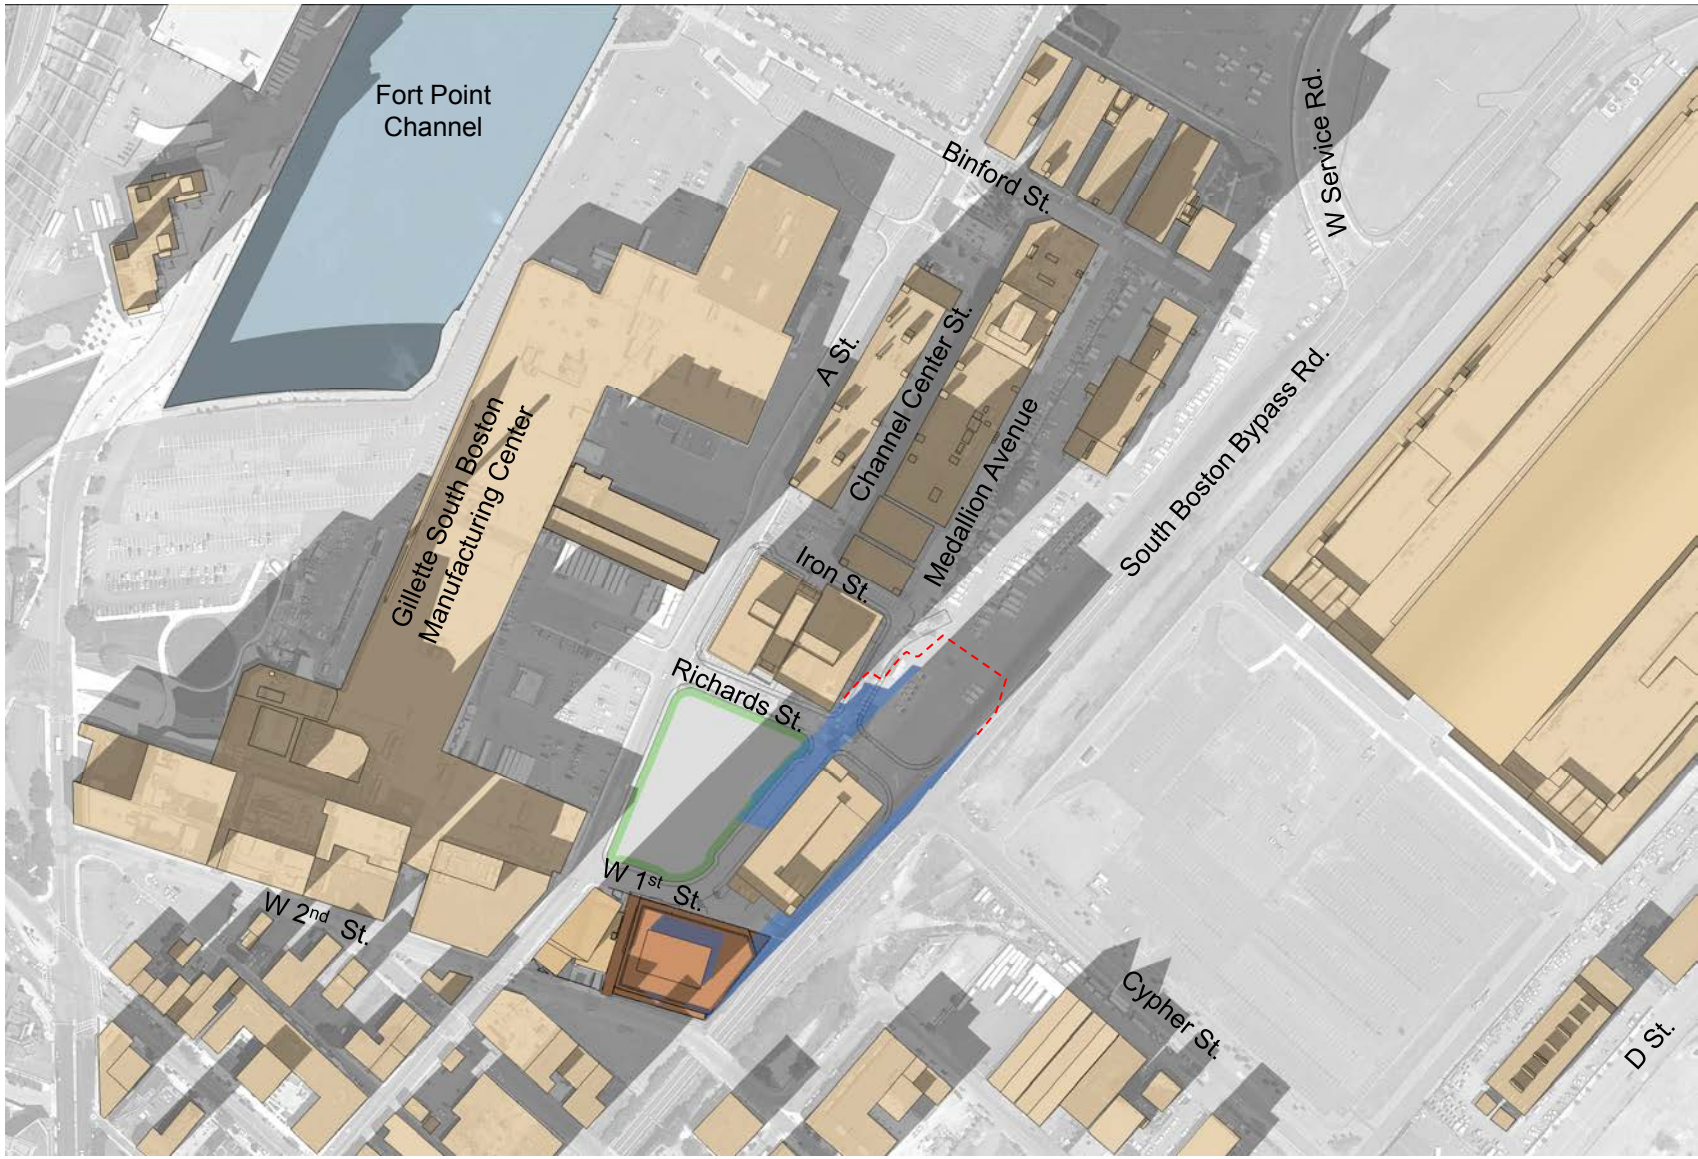 Fort Point
Channel
W Service Rd.
Binford St.
A St.
Channel Center St.
Medallion Avenue
South Boston Bypass Rd.
Gillette South Boston
Manufacturing Center
Iron St.
Richards St.
W 1st St.
W 2nd St.
Cypher St.
D St.